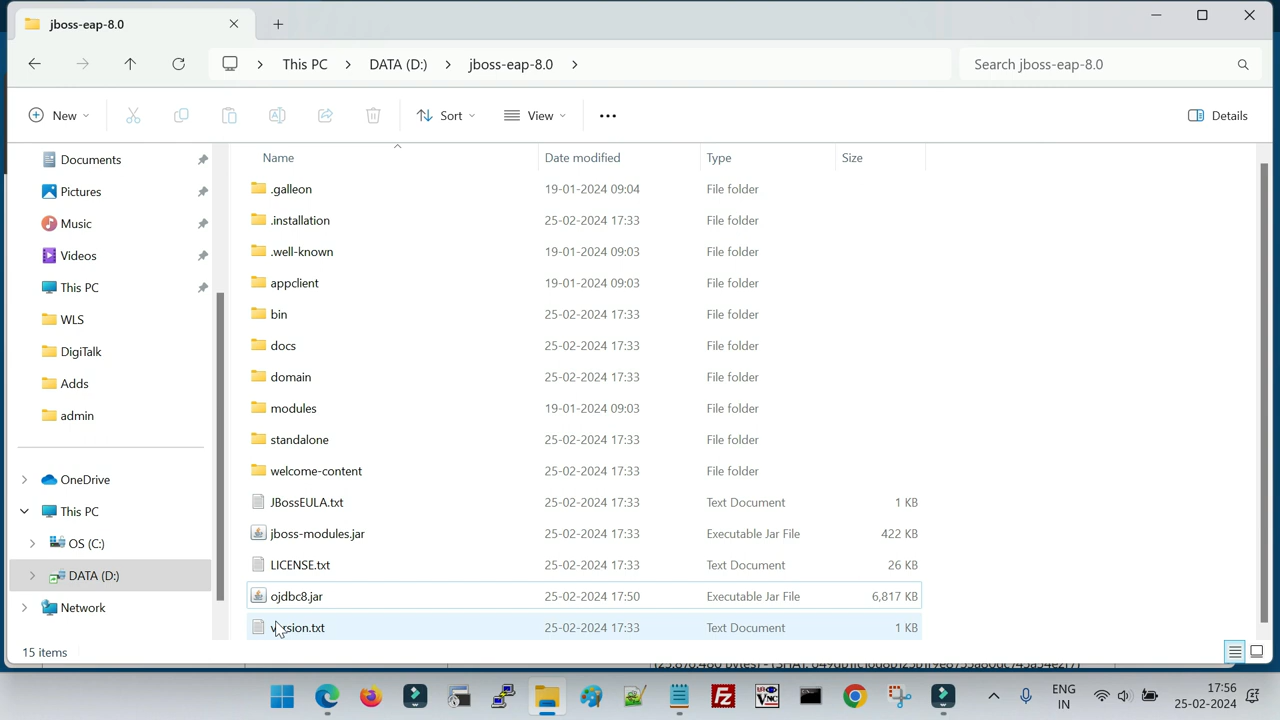 jboss-eap-8.0
This PC
DATA (D:)
jboss-eap-8.0
Search jboss-eap-8.0
New
Sort
View
Details
Documents
Pictures
Music
Videos
This PC
WLS
DigiTalk
Adds
admin
OneDrive
This PC
OS (C:)
DATA (D:)
Network
Name Date modified Type Size
.galleon 19-01-2024 09:04 File folder
.installation 25-02-2024 17:33 File folder
.well-known 19-01-2024 09:03 File folder
appclient 19-01-2024 09:03 File folder
bin 25-02-2024 17:33 File folder
docs 25-02-2024 17:33 File folder
domain 25-02-2024 17:33 File folder
modules 19-01-2024 09:03 File folder
standalone 25-02-2024 17:33 File folder
welcome-content 25-02-2024 17:33 File folder
JBossEULA.txt 25-02-2024 17:33 Text Document 1 KB
jboss-modules.jar 25-02-2024 17:33 Executable Jar File 422 KB
LICENSE.txt 25-02-2024 17:33 Text Document 26 KB
ojdbc8.jar 25-02-2024 17:50 Executable Jar File 6,817 KB
version.txt 25-02-2024 17:33 Text Document 1 KB
15 items
ENG
IN
17:56
25-02-2024